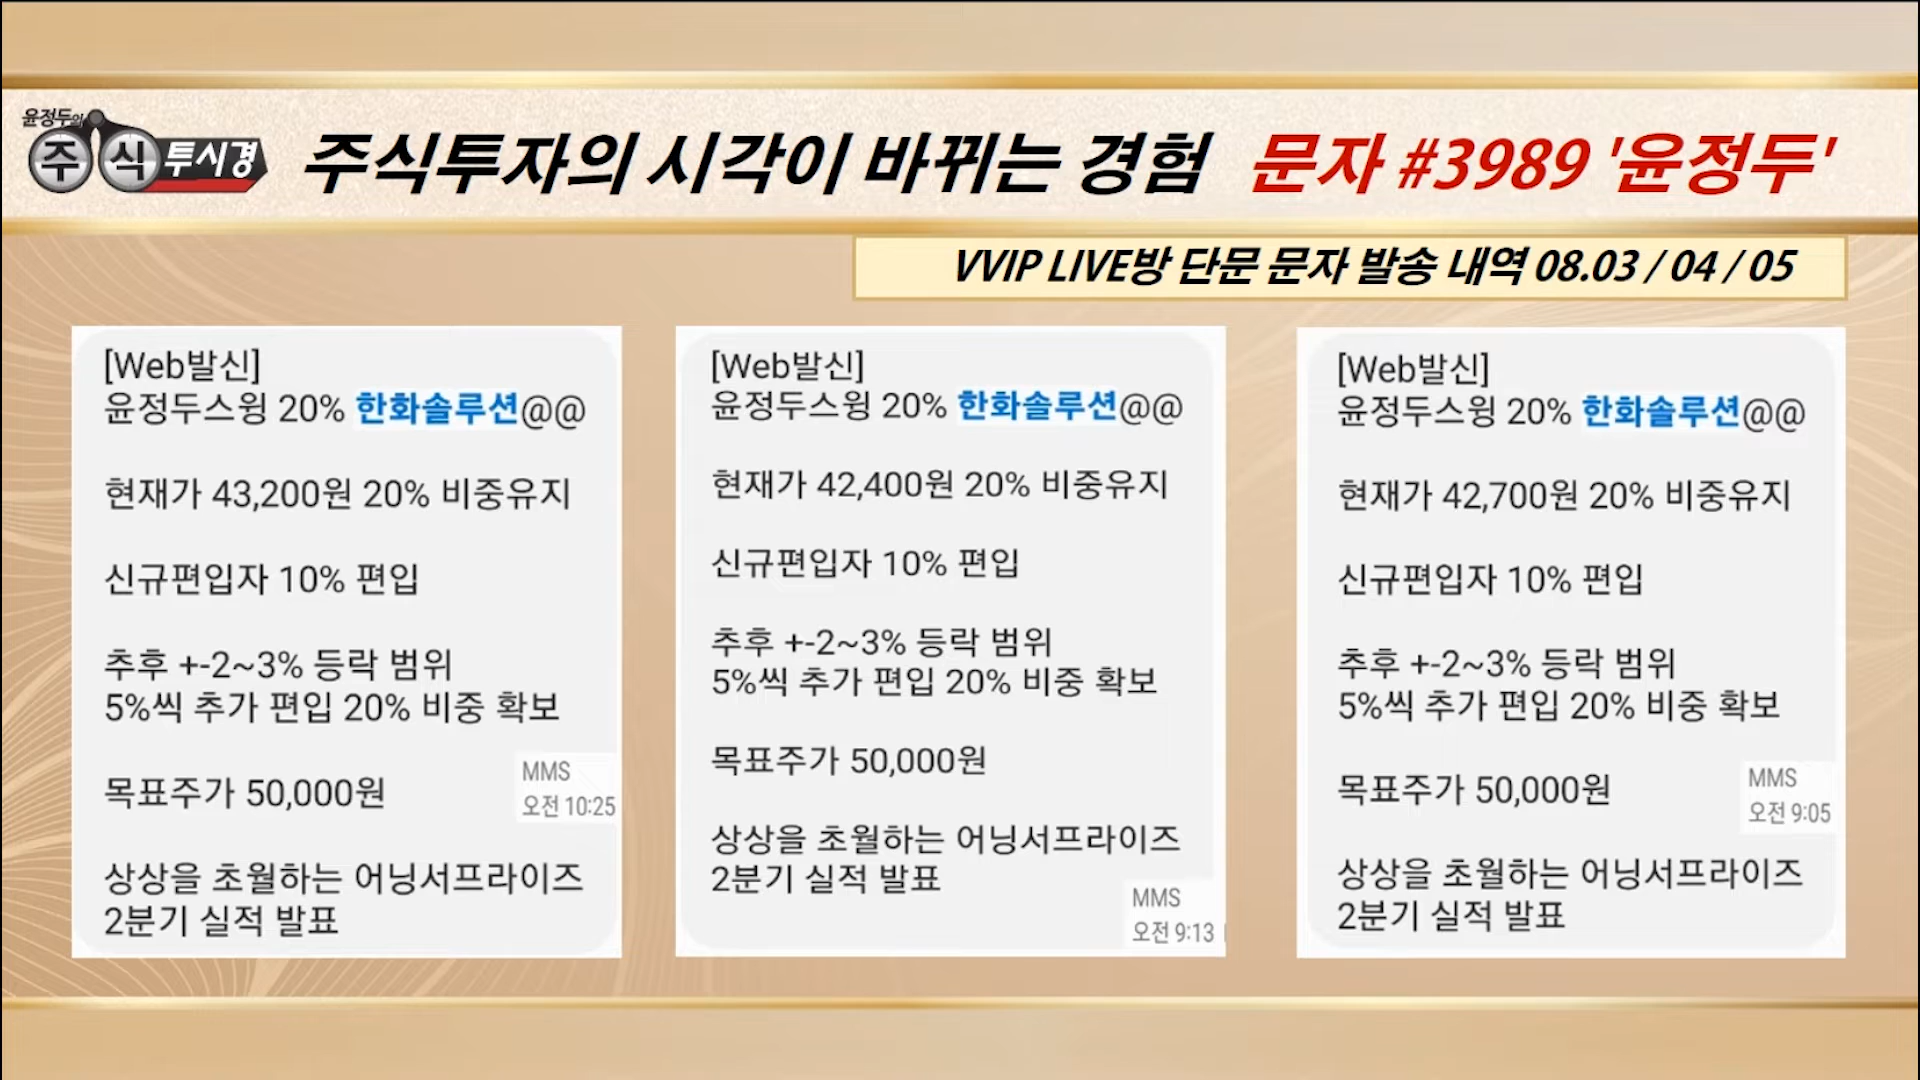 윤정두의
주식투시경
주식투자의 시각이 바뀌는 경험 문자 #3989 '윤정두'
VVIP LIVE방 단문 문자 발송 내역 08.03 / 04 / 05
[Web발신]
윤정두스윙 20% 한화솔루션@@
현재가 43,200원 20% 비중유지
신규편입자 10% 편입
추후 +-2~3% 등락 범위
5%씩 추가 편입 20% 비중 확보
목표주가 50,000원
MMS
오전 10:25
상상을 초월하는 어닝서프라이즈
2분기 실적 발표
[Web발신]
윤정두스윙 20% 한화솔루션@@
현재가 42,400원 20% 비중유지
신규편입자 10% 편입
추후 +-2~3% 등락 범위
5%씩 추가 편입 20% 비중 확보
목표주가 50,000원
상상을 초월하는 어닝서프라이즈
2분기 실적 발표
MMS
오전 9:13
[Web발신]
윤정두스윙 20% 한화솔루션@@
현재가 42,700원 20% 비중유지
신규편입자 10% 편입
추후 +-2~3% 등락 범위
5%씩 추가 편입 20% 비중 확보
목표주가 50,000원
MMS
오전 9:05
상상을 초월하는 어닝서프라이즈
2분기 실적 발표